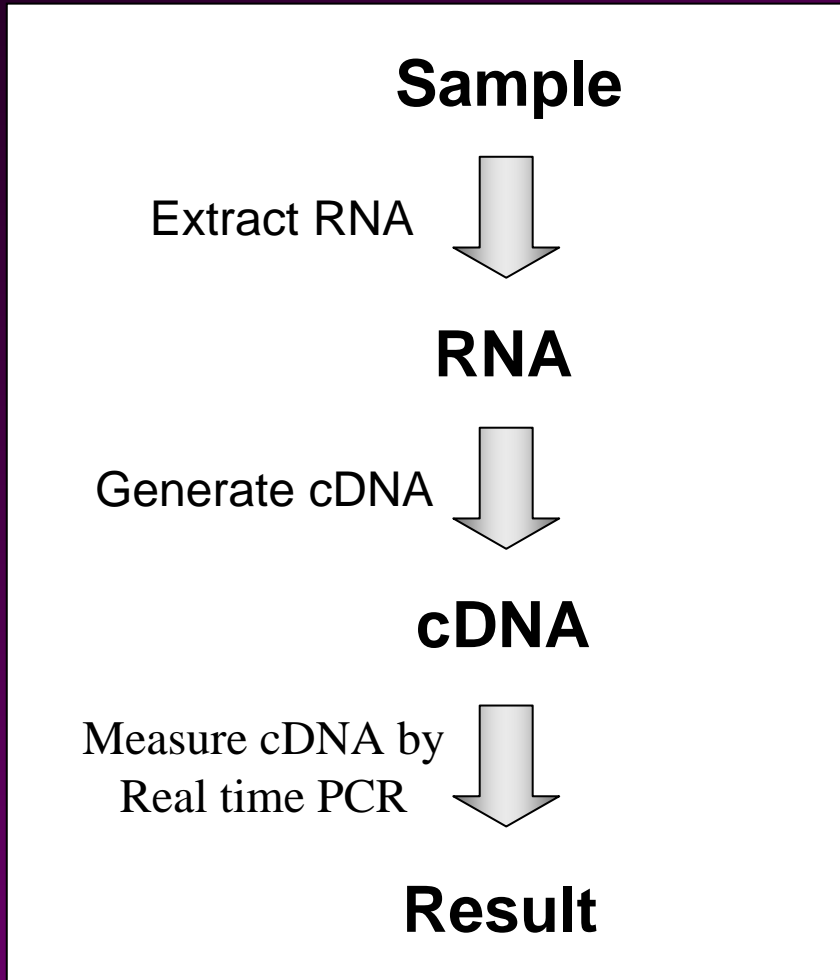 Sample
Extract RNA
RNA
Generate cDNA
cDNA
Measure cDNA by
Real time PCR
Result